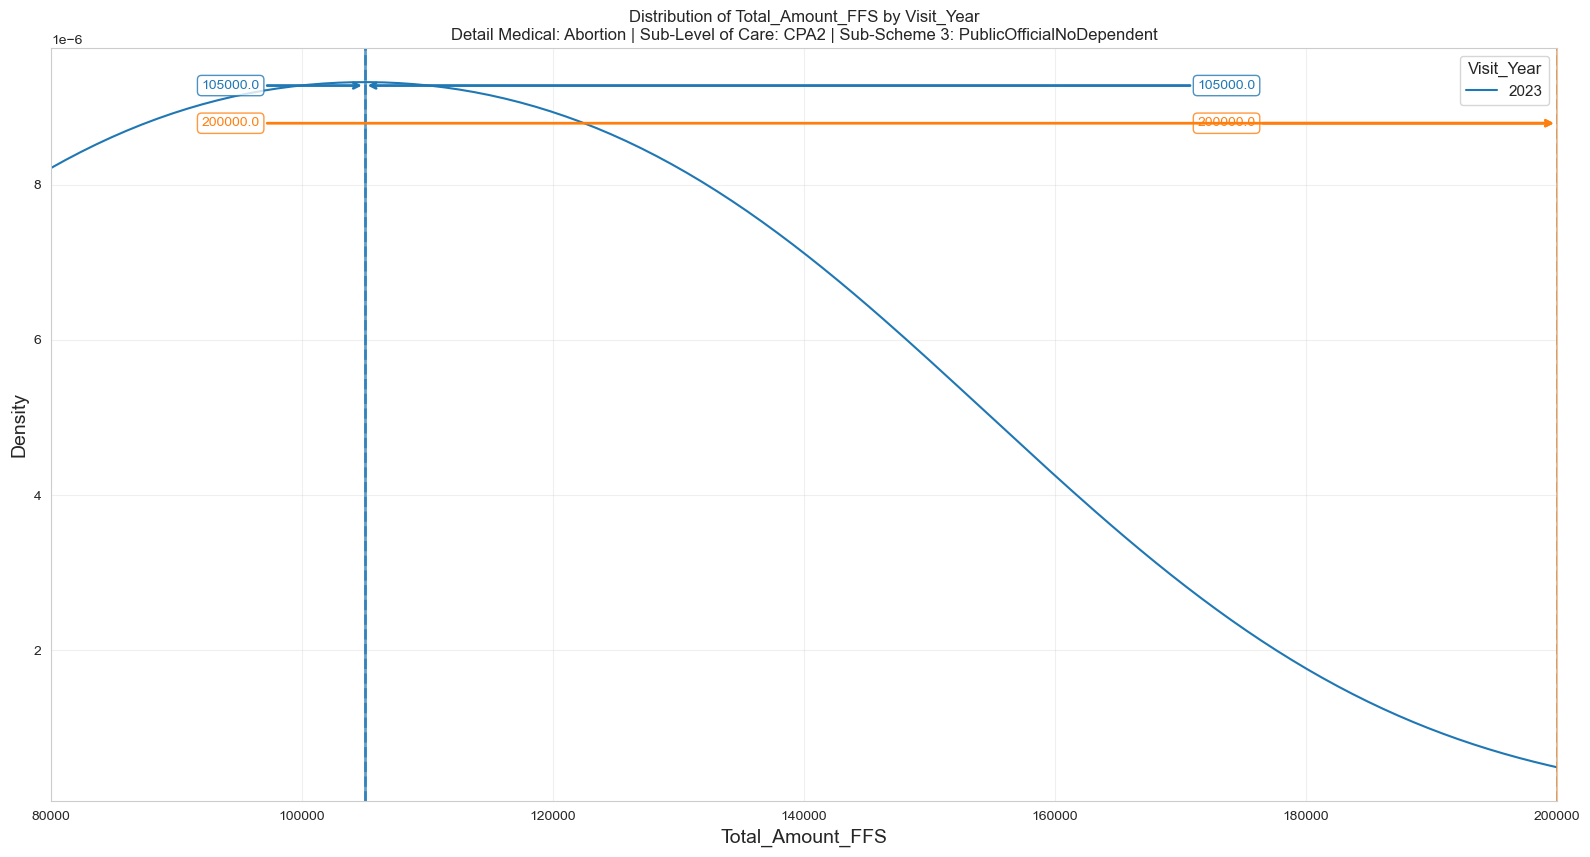 Distribution of Total_Amount_FFS by Visit_Year
Detail Medical: Abortion | Sub-Level of Care: CPA2 | Sub-Scheme 3: PublicOfficialNoDependent
1e−6
Visit_Year
2023
105000.0
105000.0
200000.0
200000.0
8
6
4
2
Density
80000
100000
120000
140000
160000
180000
200000
Total_Amount_FFS